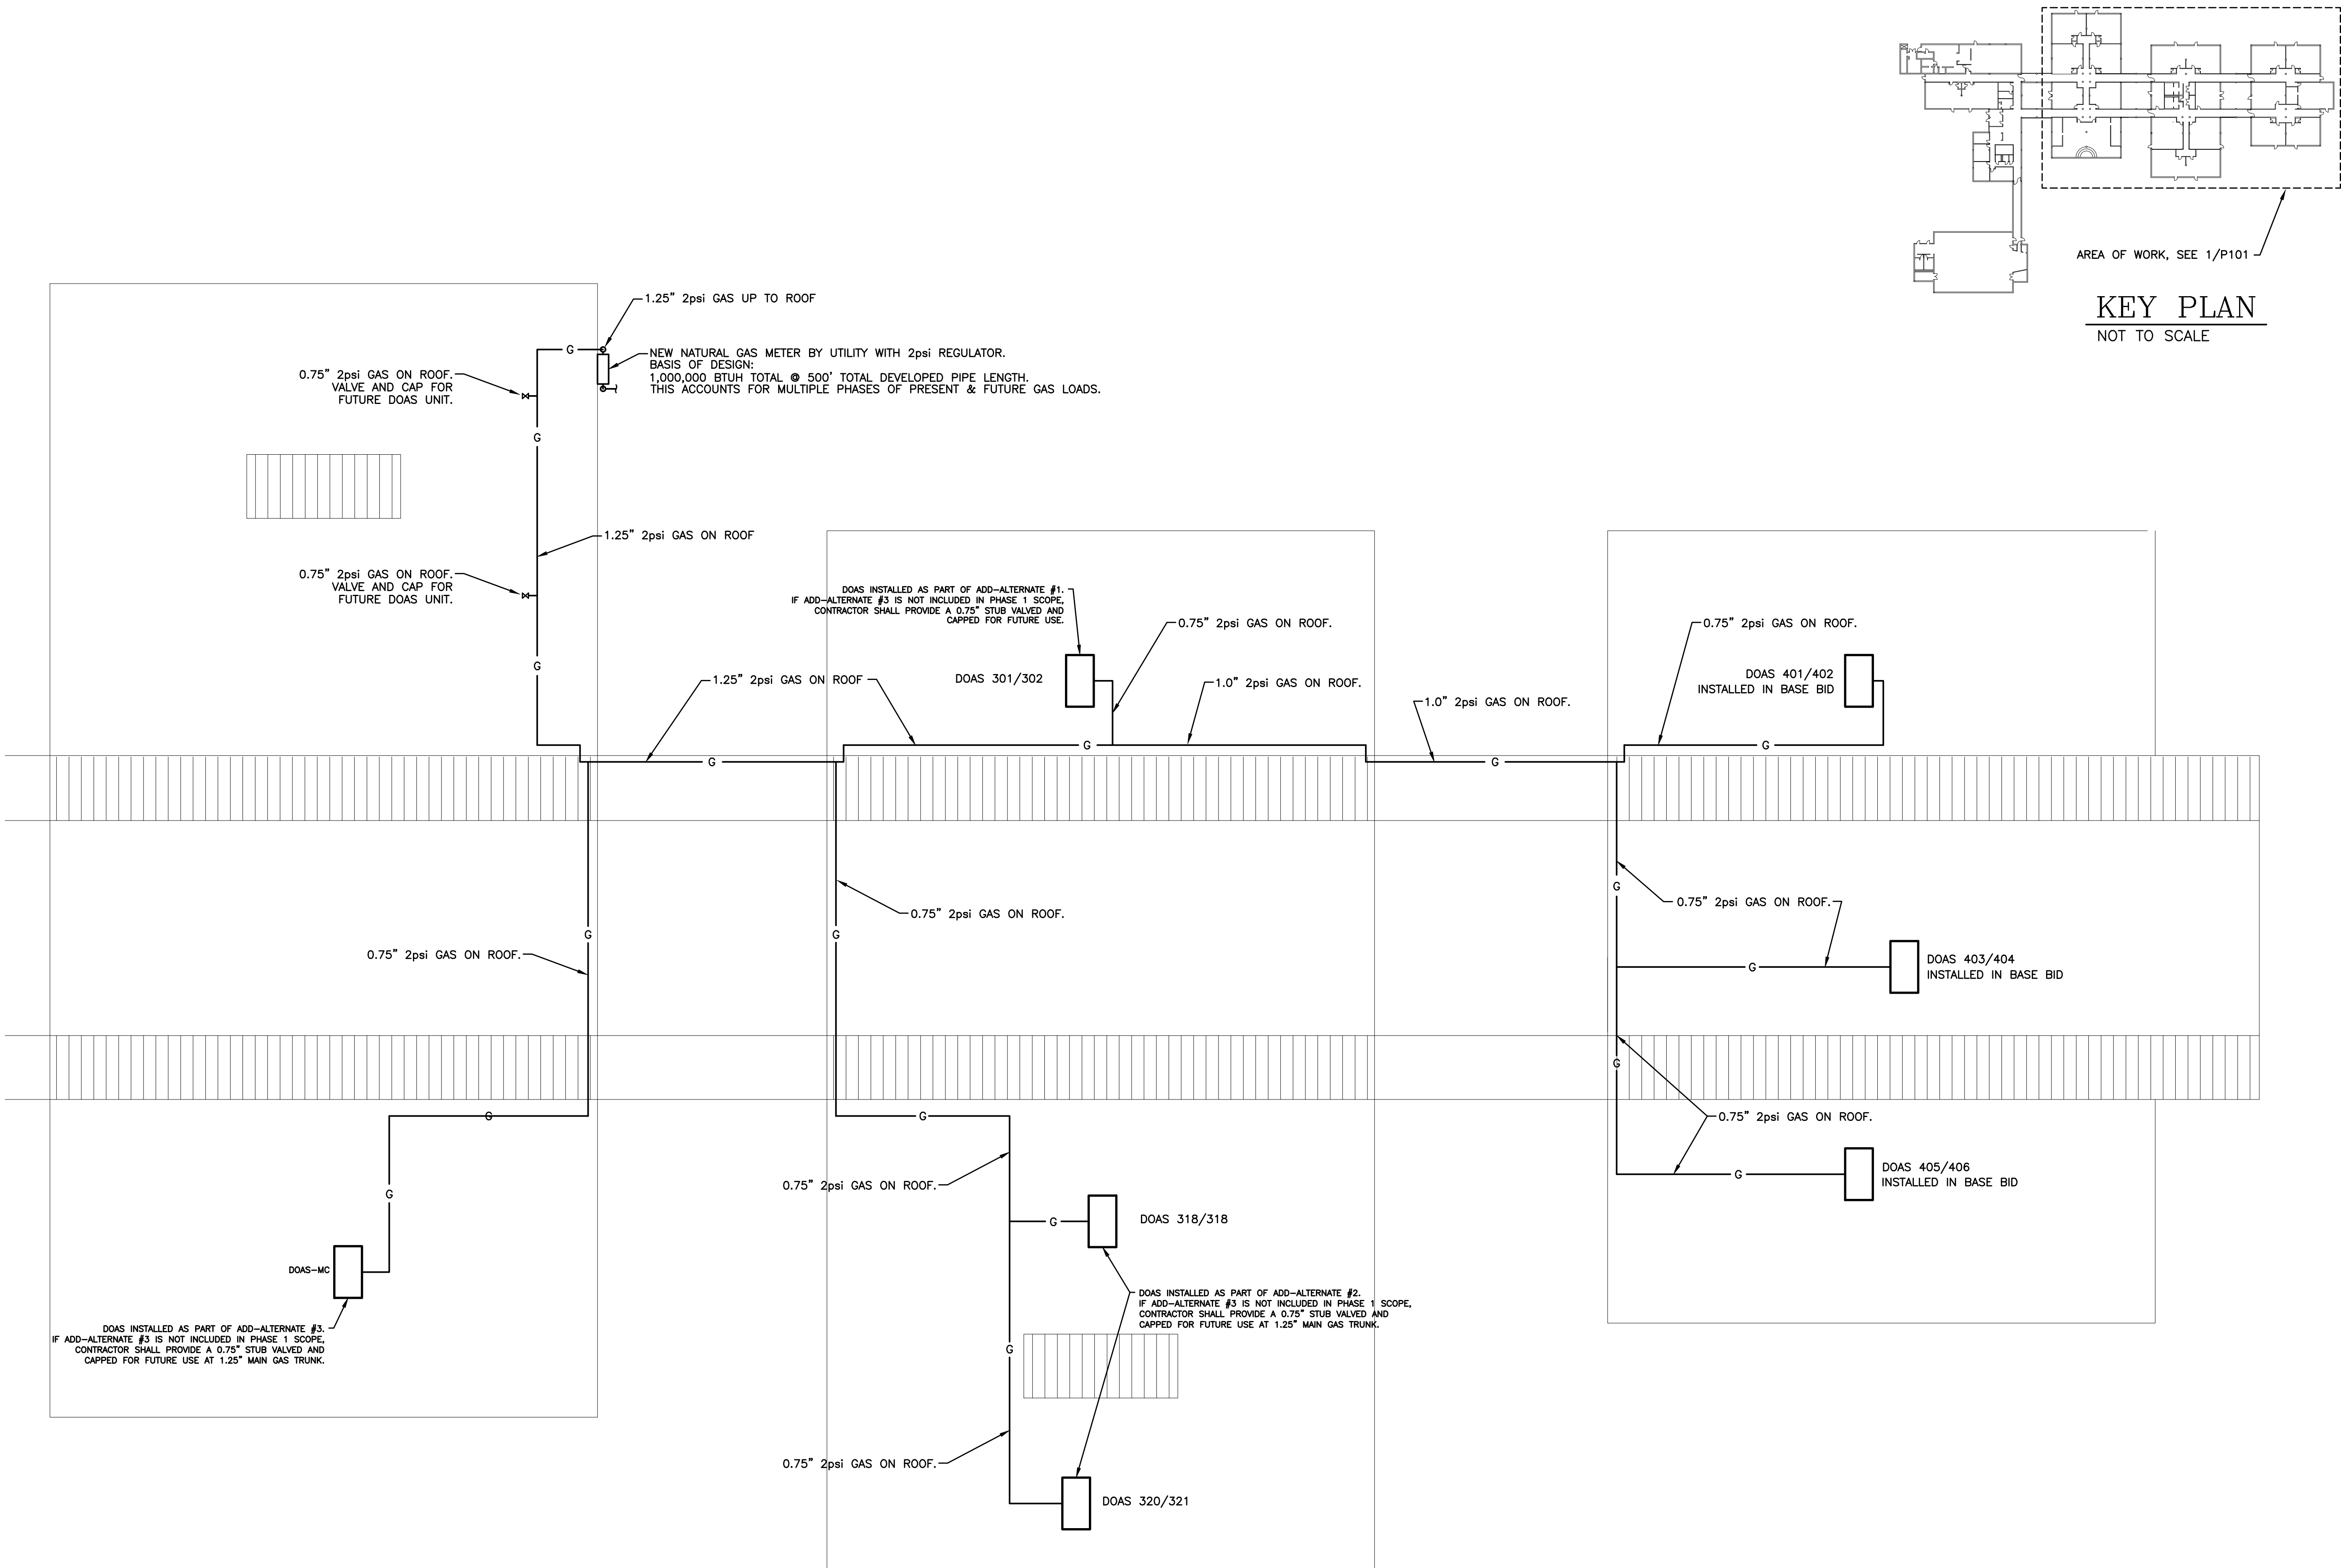 AREA OF WORK, SEE 1/P101
KEY PLAN
NOT TO SCALE
1.25" 2psi GAS UP TO ROOF
G
NEW NATURAL GAS METER BY UTILITY WITH 2psi REGULATOR.
BASIS OF DESIGN:
1,000,000 BTUH TOTAL @ 500' TOTAL DEVELOPED PIPE LENGTH.
THIS ACCOUNTS FOR MULTIPLE PHASES OF PRESENT & FUTURE GAS LOADS.
0.75" 2psi GAS ON ROOF.
VALVE AND CAP FOR
FUTURE DOAS UNIT.
G
1.25" 2psi GAS ON ROOF
0.75" 2psi GAS ON ROOF.
VALVE AND CAP FOR
FUTURE DOAS UNIT.
G
DOAS INSTALLED AS PART OF ADD-ALTERNATE #1.
IF ADD-ALTERNATE #3 IS NOT INCLUDED IN PHASE 1 SCOPE,
CONTRACTOR SHALL PROVIDE A 0.75" STUB VALVED AND
CAPPED FOR FUTURE USE.
0.75" 2psi GAS ON ROOF.
0.75" 2psi GAS ON ROOF.
1.25" 2psi GAS ON ROOF
DOAS 301/302
1.0" 2psi GAS ON ROOF.
1.0" 2psi GAS ON ROOF.
DOAS 401/402
INSTALLED IN BASE BID
G
G
G
G
G
0.75" 2psi GAS ON ROOF.
G
0.75" 2psi GAS ON ROOF.
G
0.75" 2psi GAS ON ROOF.
G
G
DOAS 403/404
INSTALLED IN BASE BID
G
G
G
0.75" 2psi GAS ON ROOF.
G
DOAS 405/406
INSTALLED IN BASE BID
G
0.75" 2psi GAS ON ROOF.
G
DOAS 318/318
DOAS-MC
DOAS INSTALLED AS PART OF ADD-ALTERNATE #2.
IF ADD-ALTERNATE #3 IS NOT INCLUDED IN PHASE 1 SCOPE,
CONTRACTOR SHALL PROVIDE A 0.75" STUB VALVED AND
CAPPED FOR FUTURE USE AT 1.25" MAIN GAS TRUNK.
DOAS INSTALLED AS PART OF ADD-ALTERNATE #3.
IF ADD-ALTERNATE #3 IS NOT INCLUDED IN PHASE 1 SCOPE,
CONTRACTOR SHALL PROVIDE A 0.75" STUB VALVED AND
CAPPED FOR FUTURE USE AT 1.25" MAIN GAS TRUNK.
G
0.75" 2psi GAS ON ROOF.
DOAS 320/321